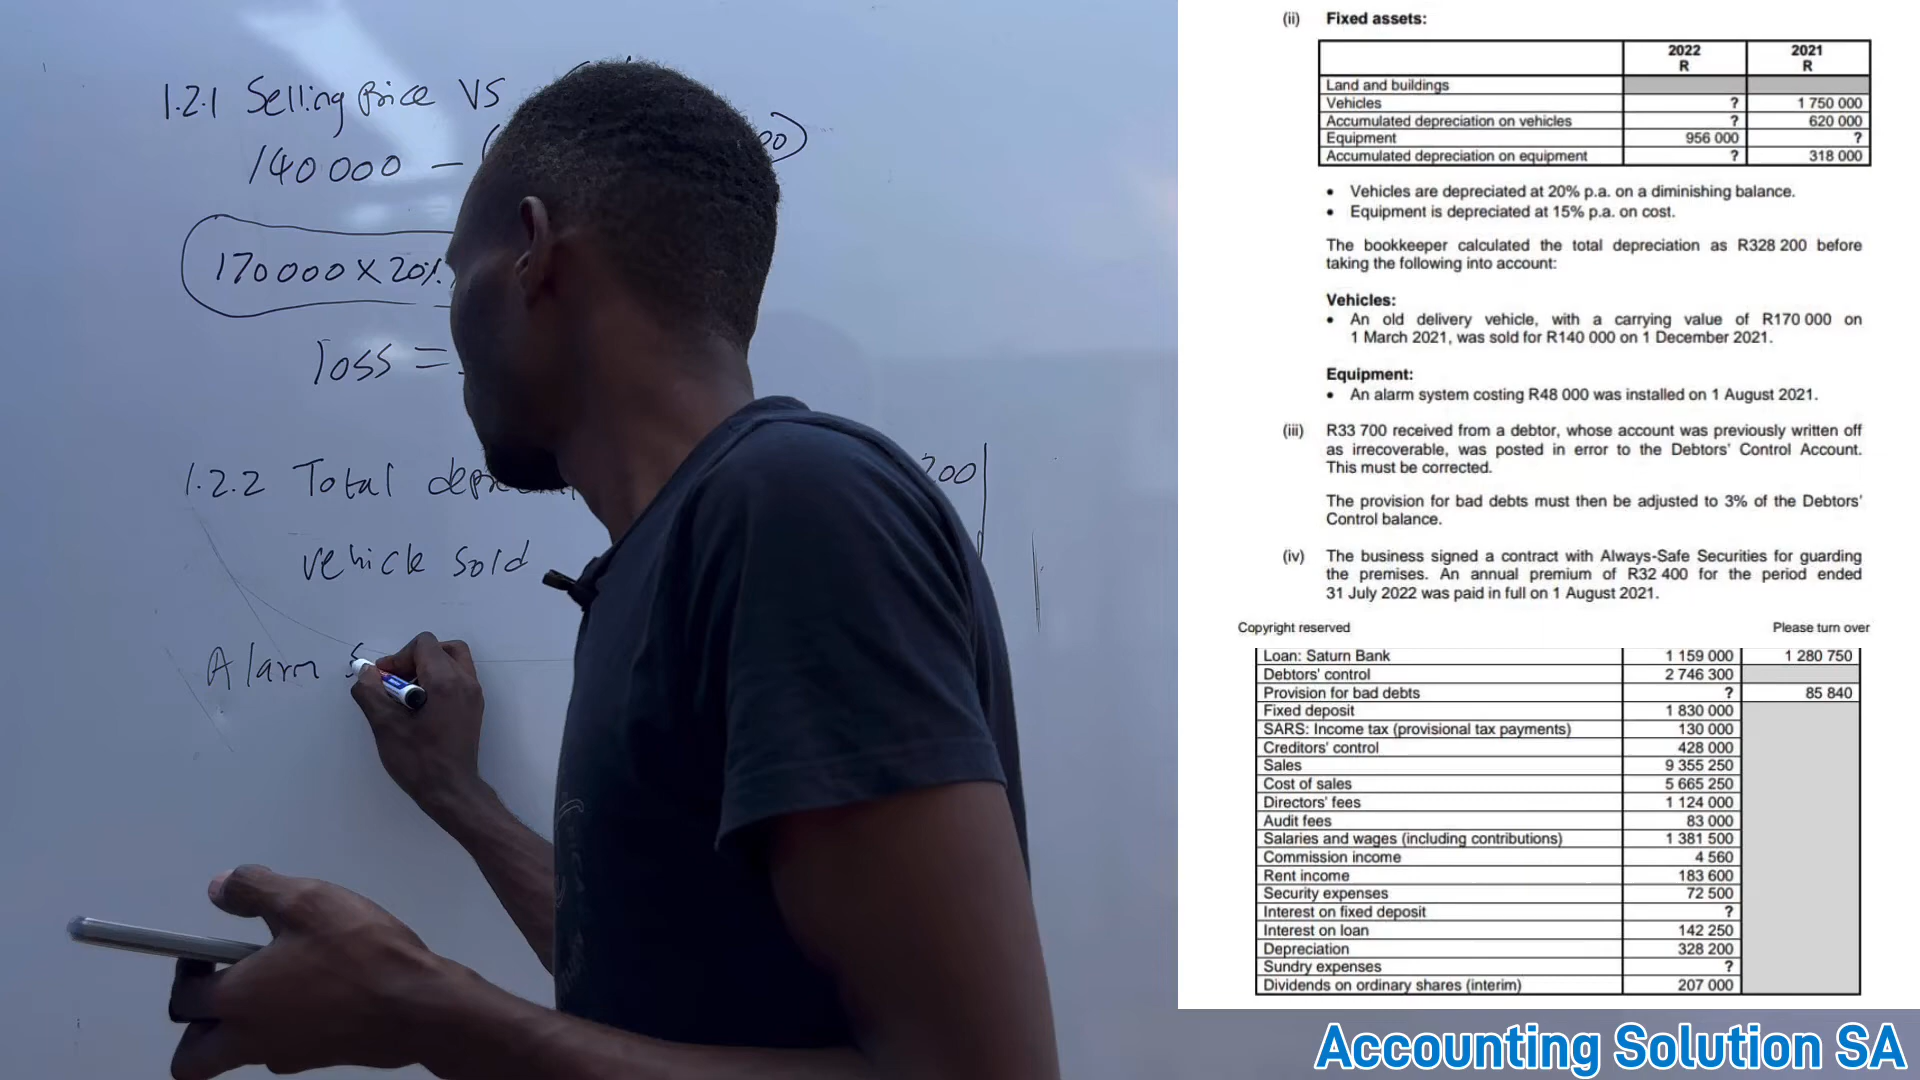 1.2.1 Selling Price VS
140 000 – (
00)
170000 X 20%
loss =
1.2.2 Total
200
vehicle sold
Alarm S
(ii) Fixed assets:
2022 R 2021 R
Land and buildings
Vehicles ? 1 750 000
Accumulated depreciation on vehicles ? 620 000
Equipment 956 000 ?
Accumulated depreciation on equipment ? 318 000
• Vehicles are depreciated at 20% p.a. on a diminishing balance.
• Equipment is depreciated at 15% p.a. on cost.
The bookkeeper calculated the total depreciation as R328 200 before
taking the following into account:
Vehicles:
• An old delivery vehicle, with a carrying value of R170 000 on
1 March 2021, was sold for R140 000 on 1 December 2021.
Equipment:
• An alarm system costing R48 000 was installed on 1 August 2021.
(iii) R33 700 received from a debtor, whose account was previously written off
as irrecoverable, was posted in error to the Debtors' Control Account.
This must be corrected.
The provision for bad debts must then be adjusted to 3% of the Debtors'
Control balance.
(iv) The business signed a contract with Always-Safe Securities for guarding
the premises. An annual premium of R32 400 for the period ended
31 July 2022 was paid in full on 1 August 2021.
Copyright reserved Please turn over
Loan: Saturn Bank 1 159 000 1 280 750
Debtors' control 2 746 300
Provision for bad debts ? 85 840
Fixed deposit 1 830 000
SARS: Income tax (provisional tax payments) 130 000
Creditors' control 428 000
Sales 9 355 250
Cost of sales 5 665 250
Directors' fees 1 124 000
Audit fees 83 000
Salaries and wages (including contributions) 1 381 500
Commission income 4 560
Rent income 183 600
Security expenses 72 500
Interest on fixed deposit ?
Interest on loan 142 250
Depreciation 328 200
Sundry expenses ?
Dividends on ordinary shares (interim) 207 000
Accounting Solution SA